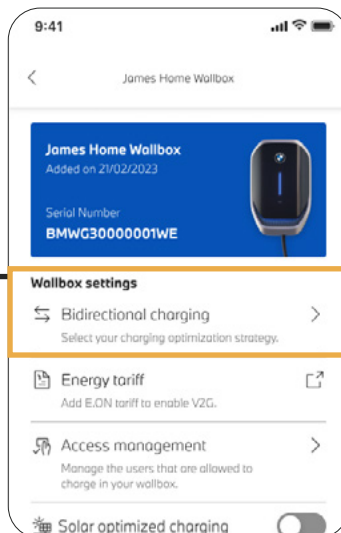 9:41
James Home Wallbox
James Home Wallbox
Added on 21/02/2023
Serial Number
BMWG30000001WE
Wallbox settings
Bidirectional charging
Select your charging optimization strategy.
Energy tariff
Add E.ON tariff to enable V2G.
Access management
Manage the users that are allowed to
charge in your wallbox.
Solar optimized charging